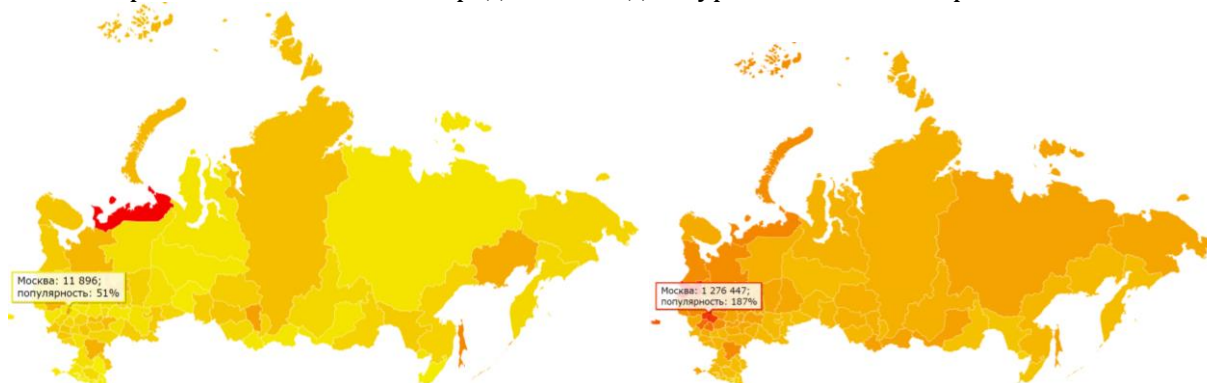 Москва: 11 896;
популярность: 51%
Москва: 1 276 447;
популярность: 187%